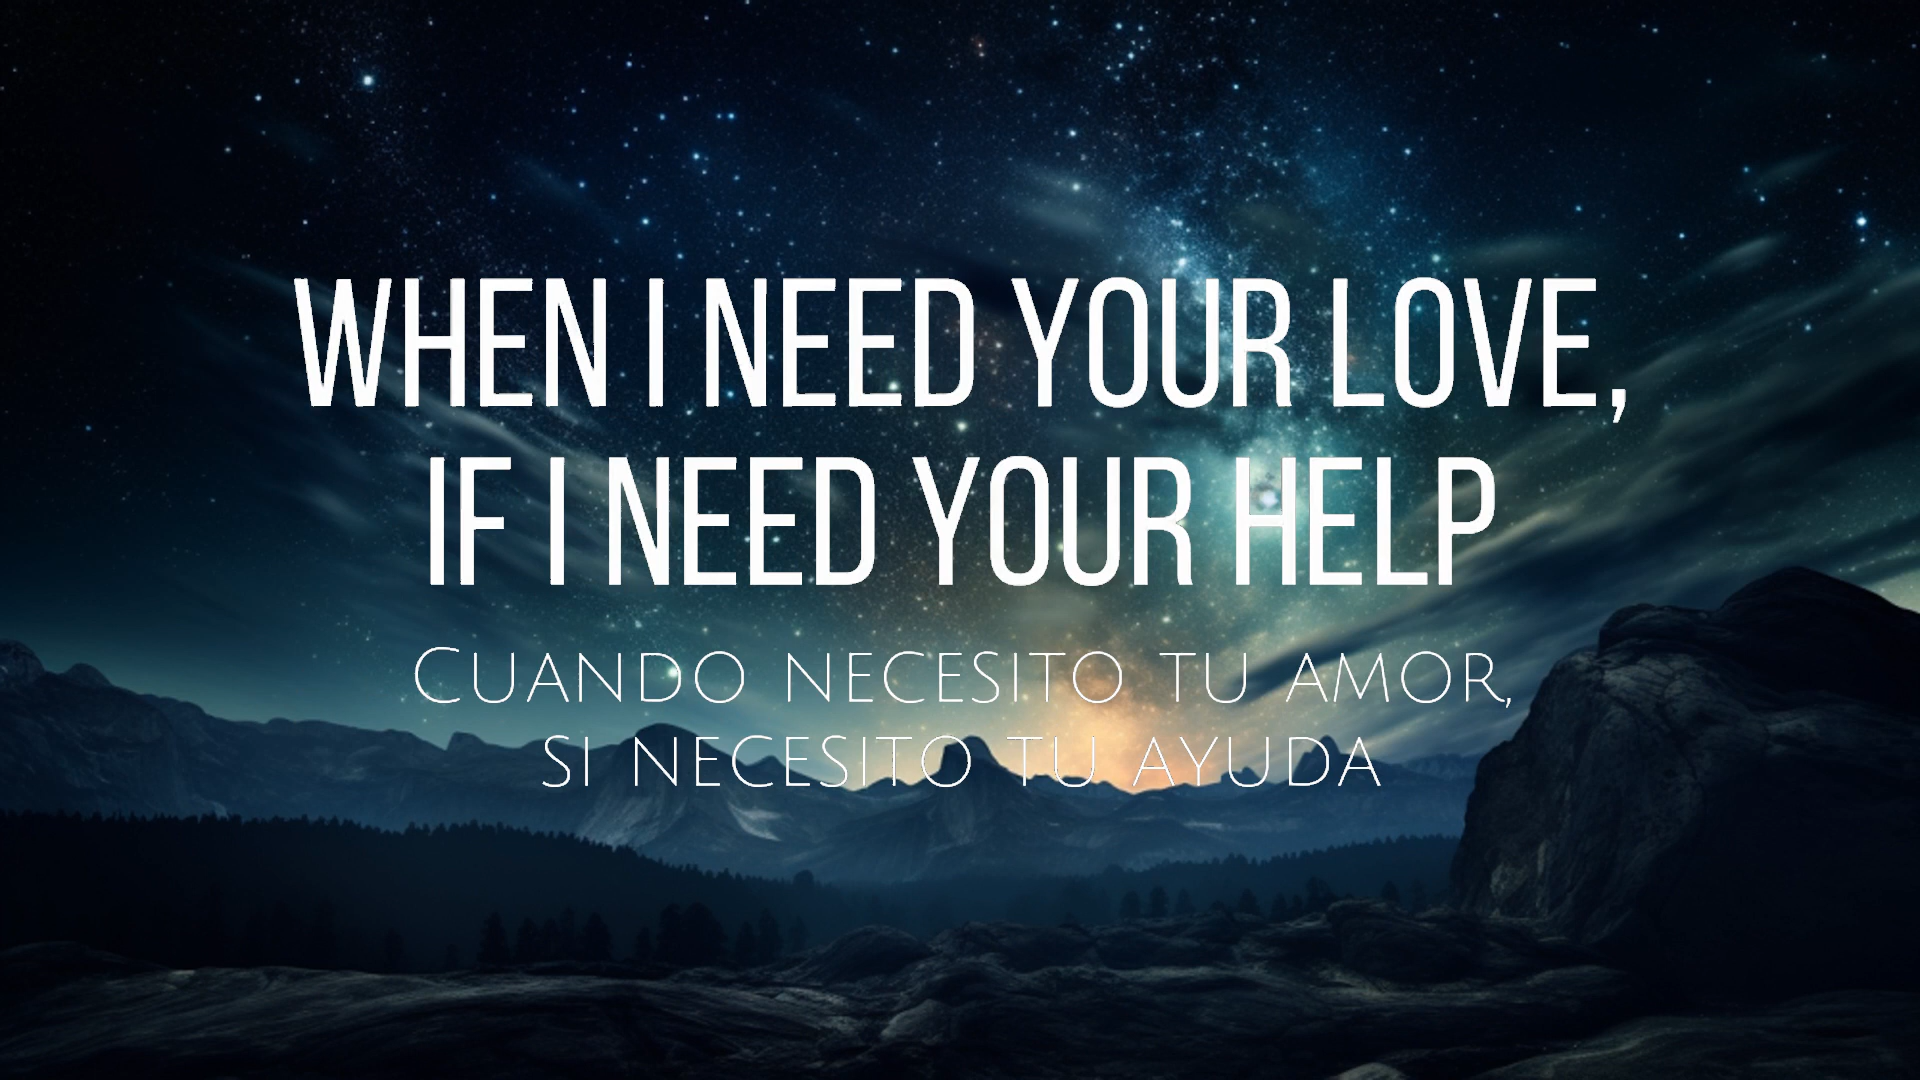 WHEN I NEED YOUR LOVE,
IF I NEED YOUR HELP
Cuando necesito tu amor,
si necesito tu ayuda